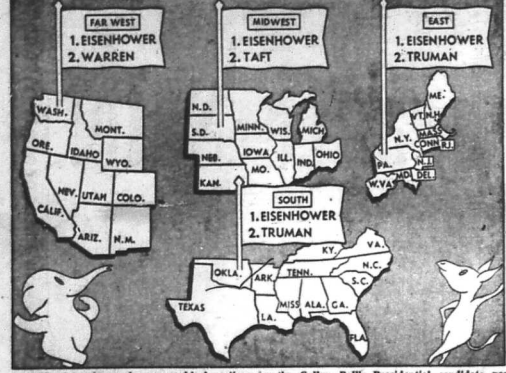 FAR WEST
1. EISENHOWER
2. WARREN
MIDWEST
1. EISENHOWER
2. TAFT
EAST
1. EISENHOWER
2. TRUMAN
WASH.
MONT.
ORE.
IDAHO
WYO.
NEV.
UTAH
COLO.
CALIF.
ARIZ.
N.M.
N.D.
S.D.
MINN.
WIS.
MICH
NEB.
IOWA
ILL.
IND.
OHIO
KAN.
MO.
ME.
VT.
N.H.
N.Y.
MASS
CONN
R.I.
PA.
N.J.
MD.
DEL.
W.VA.
SOUTH
1. EISENHOWER
2. TRUMAN
KY.
VA.
OKLA.
ARK.
TENN.
N.C.
S.C.
TEXAS
LA.
MISS
ALA.
GA.
FLA.